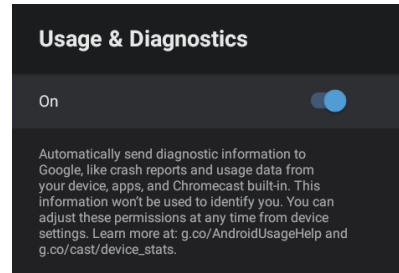 Usage & Diagnostics
On
Automatically send diagnostic information to
Google, like crash reports and usage data from
your device, apps, and Chromecast built-in. This
information won't be used to identify you. You can
adjust these permissions at any time from device
settings. Learn more at: g.co/AndroidUsageHelp and
g.co/cast/device_stats.